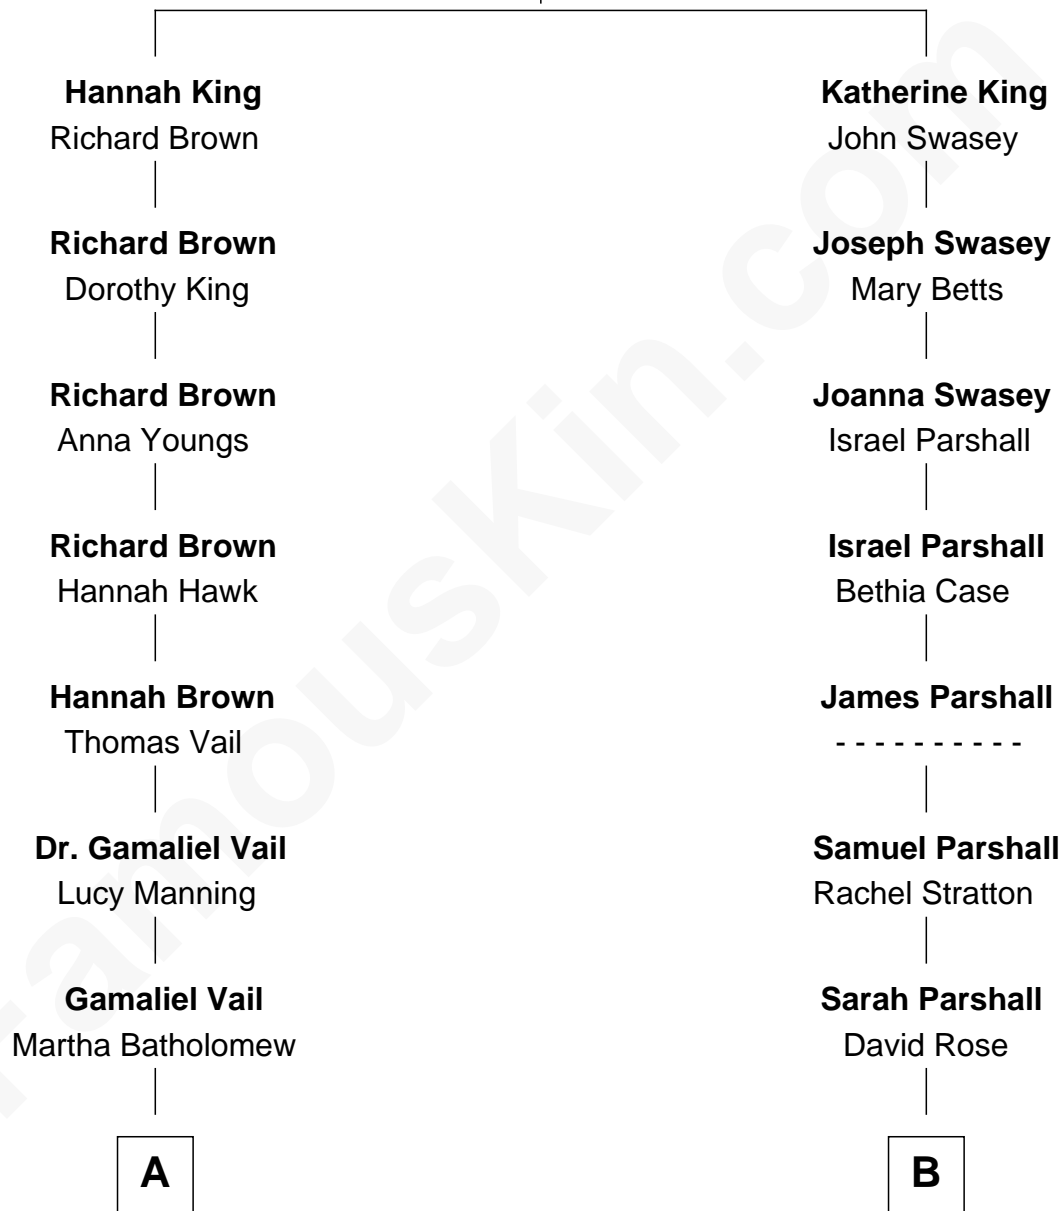 Hannah King
Richard Brown
Richard Brown
Dorothy King
Richard Brown
Anna Youngs
Richard Brown
Hannah Hawk
Hannah Brown
Thomas Vail
Dr. Gamaliel Vail
Lucy Manning
Gamaliel Vail
Martha Batholomew
A
Katherine King
John Swasey
Joseph Swasey
Mary Betts
Joanna Swasey
Israel Parshall
Israel Parshall
Bethia Case
James Parshall
- - - - - - - - - -
Samuel Parshall
Rachel Stratton
Sarah Parshall
David Rose
B
FamousKin.com